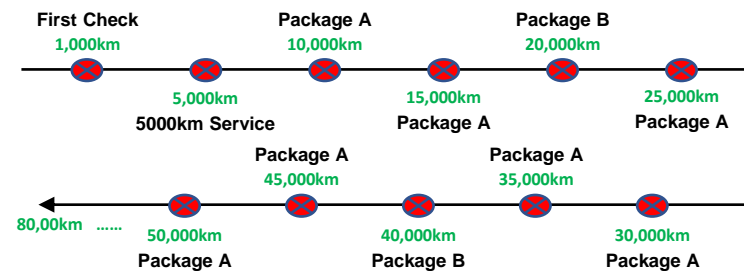 First Check
1,000km
5,000km
5000km Service
Package A
10,000km
15,000km
Package A
Package B
20,000km
25,000km
Package A
30,000km
Package A
Package A
35,000km
40,000km
Package B
Package A
45,000km
50,000km
Package A
80,00km ......